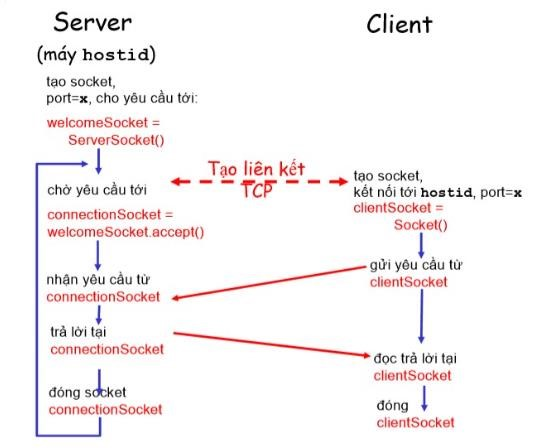 Server
(máy hostid)
tạo socket,
port=x, cho yêu cầu tới:
welcomeSocket =
ServerSocket()
chờ yêu cầu tới
connectionSocket =
welcomeSocket.accept()
nhận yêu cầu từ
connectionSocket
trả lời tại
connectionSocket
đóng socket
connectionSocket
Tạo liên kết
TCP
Client
tạo socket,
kết nối tới hostid, port=x
clientSocket =
Socket()
gửi yêu cầu từ
clientSocket
đọc trả lời tại
clientSocket
đóng
clientSocket